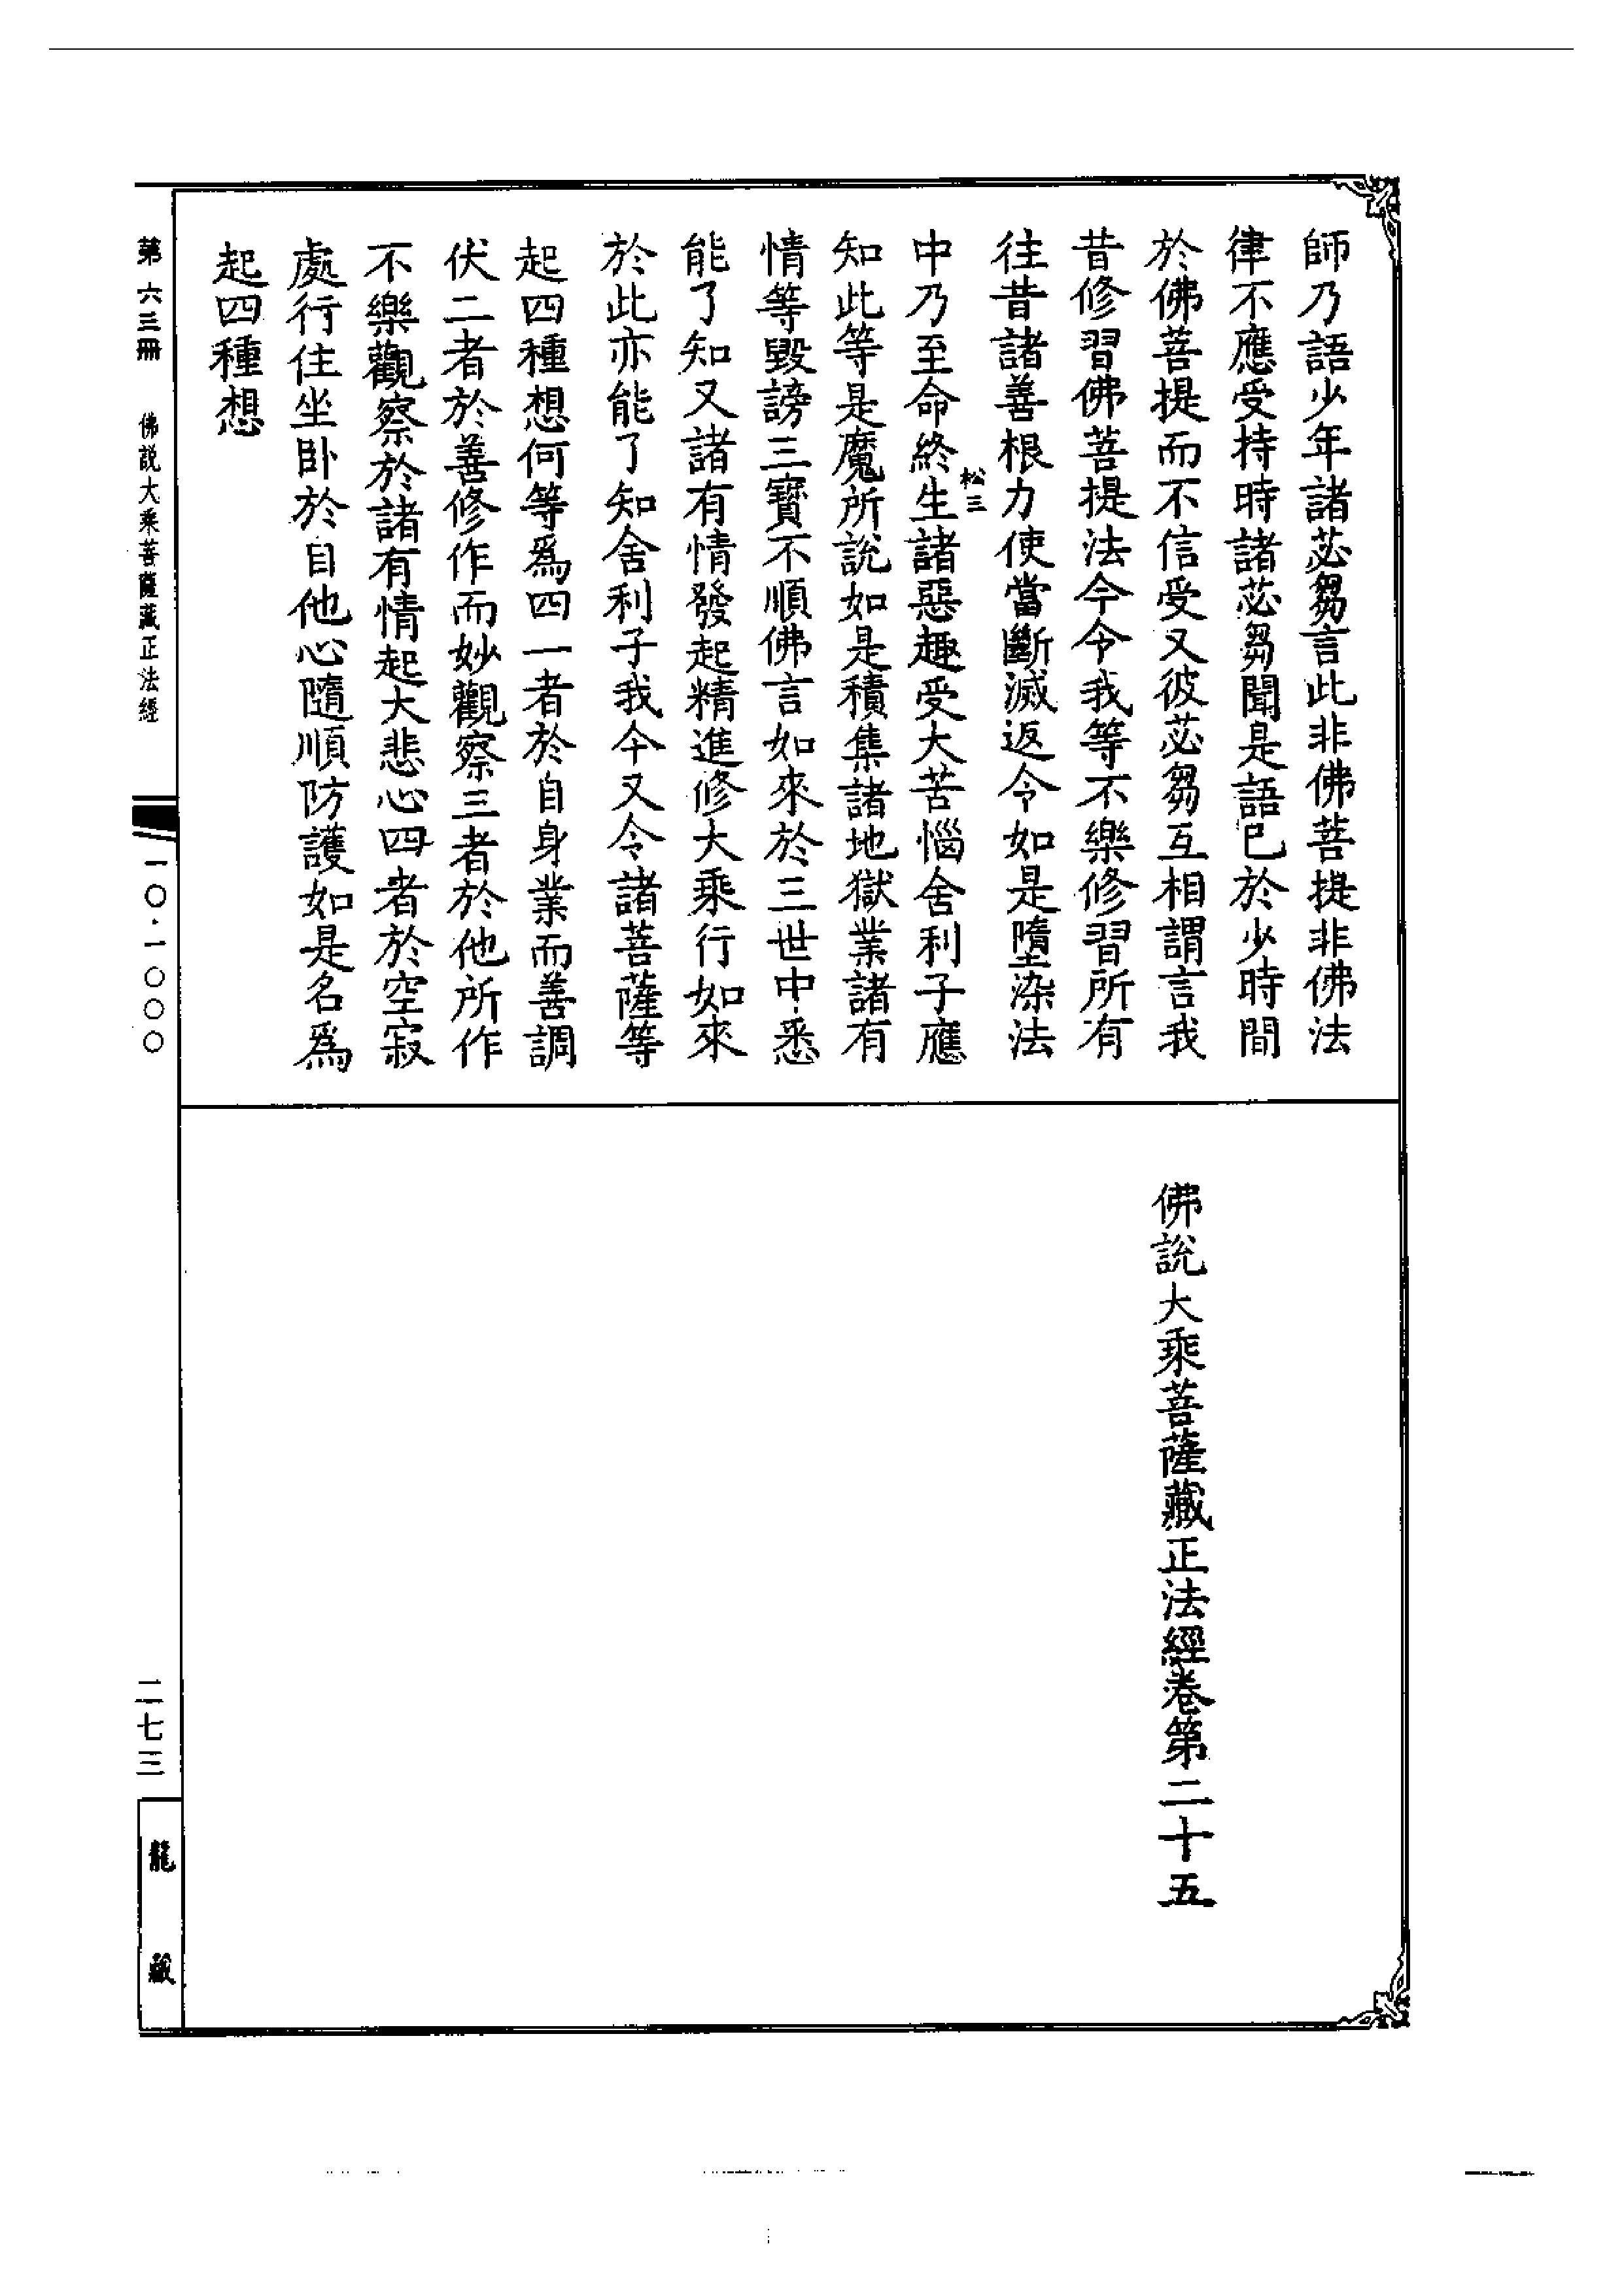 師乃語少年諸苾芻言此非佛菩提非佛法
律不應受持時諸苾芻聞是語已於少時間
於佛菩提而不信受又彼苾芻互相謂言我
昔修習佛菩提法今令我等不樂修習所有
往昔諸善根力使當斷滅返令如是墮染法
松三
中乃至命終生諸惡趣受大苦惱舍利子應
知此等是魔所說如是積集諸地獄業諸有
情等毀謗三寶不順佛言如來於三世中悉
能了知又諸有情發起精進修大乘行如來
於此亦能了知舍利子我今又令諸菩薩等
起四種想何等爲四一者於自身業而善調
伏二者於善修作而妙觀察三者於他所作
不樂觀察於諸有情起大悲心四者於空寂
處行住坐卧於自他心隨順防護如是名爲
起四種想
佛說大乘菩薩藏正法經卷第二十五
第六三冊　佛説大乘菩薩藏正法經
一〇·一〇〇〇
二七三
龍藏